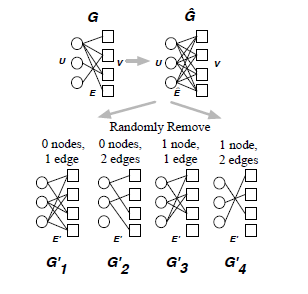 G Ĝ
U V U V
E Ê
Randomly Remove
0 nodes, 0 nodes, 1 node, 1 node,
1 edge 2 edges 1 edge 2 edges
E' E' E' E'
G'1 G'2 G'3 G'4